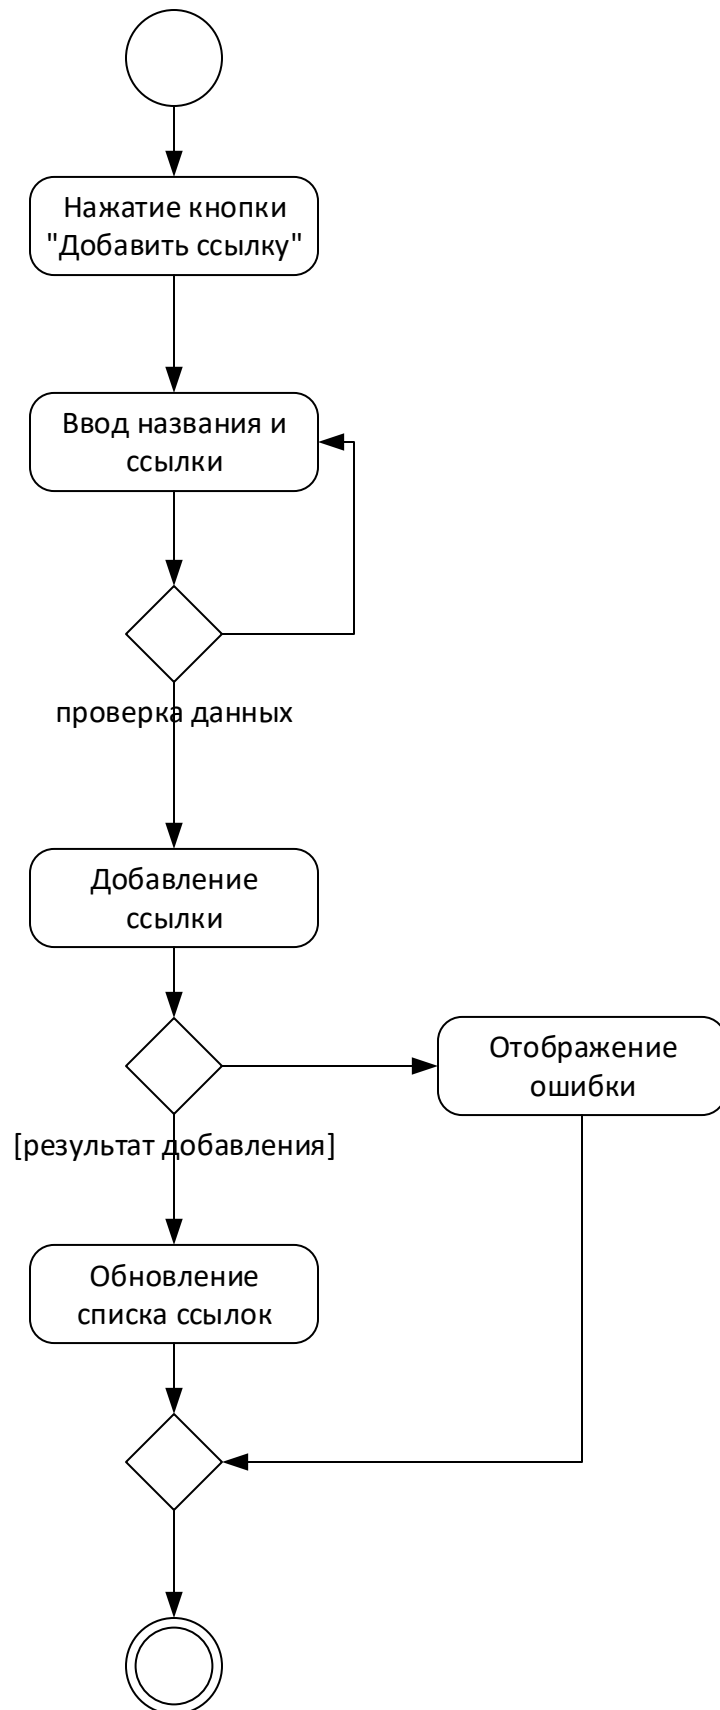 Нажатие кнопки
"Добавить ссылку"
Ввод названия и
ссылки
проверка данных
Добавление
ссылки
Отображение
ошибки
[результат добавления]
Обновление
списка ссылок